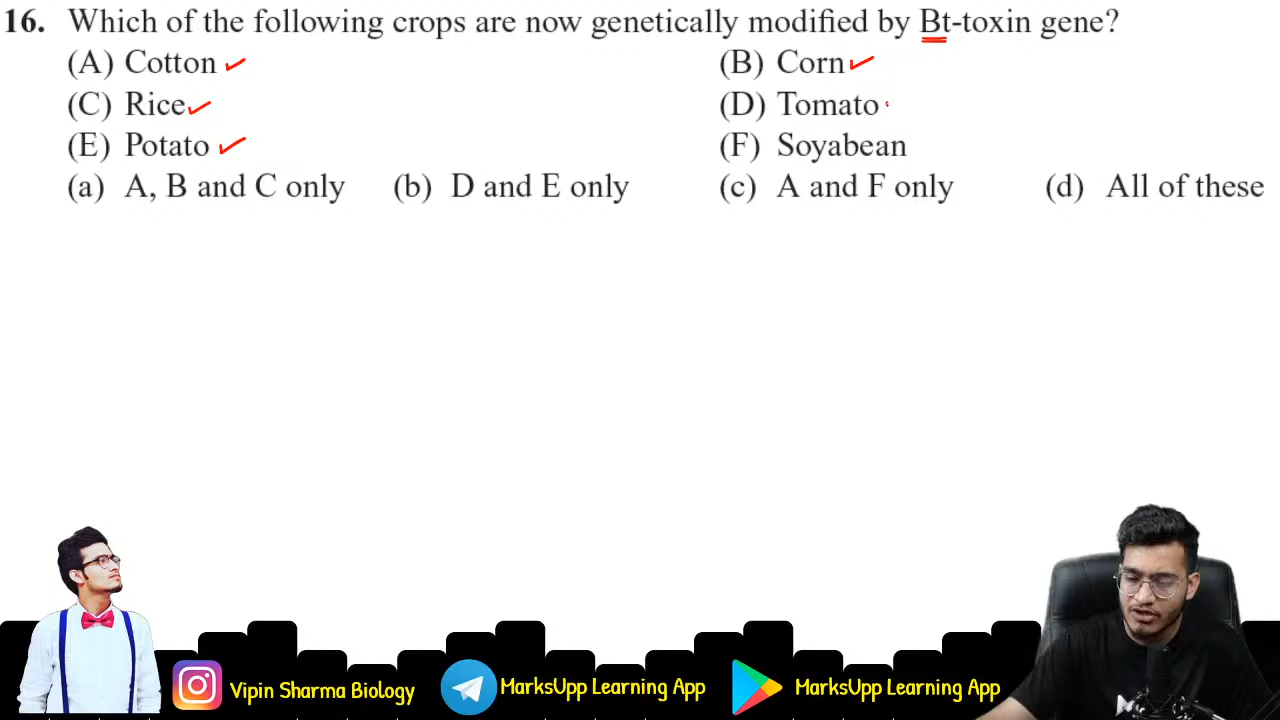 16. Which of the following crops are now genetically modified by Bt-toxin gene?
(A) Cotton (B) Corn
(C) Rice (D) Tomato
(E) Potato (F) Soyabean
(a) A, B and C only (b) D and E only (c) A and F only (d) All of these
Vipin Sharma Biology MarksUpp Learning App MarksUpp Learning App